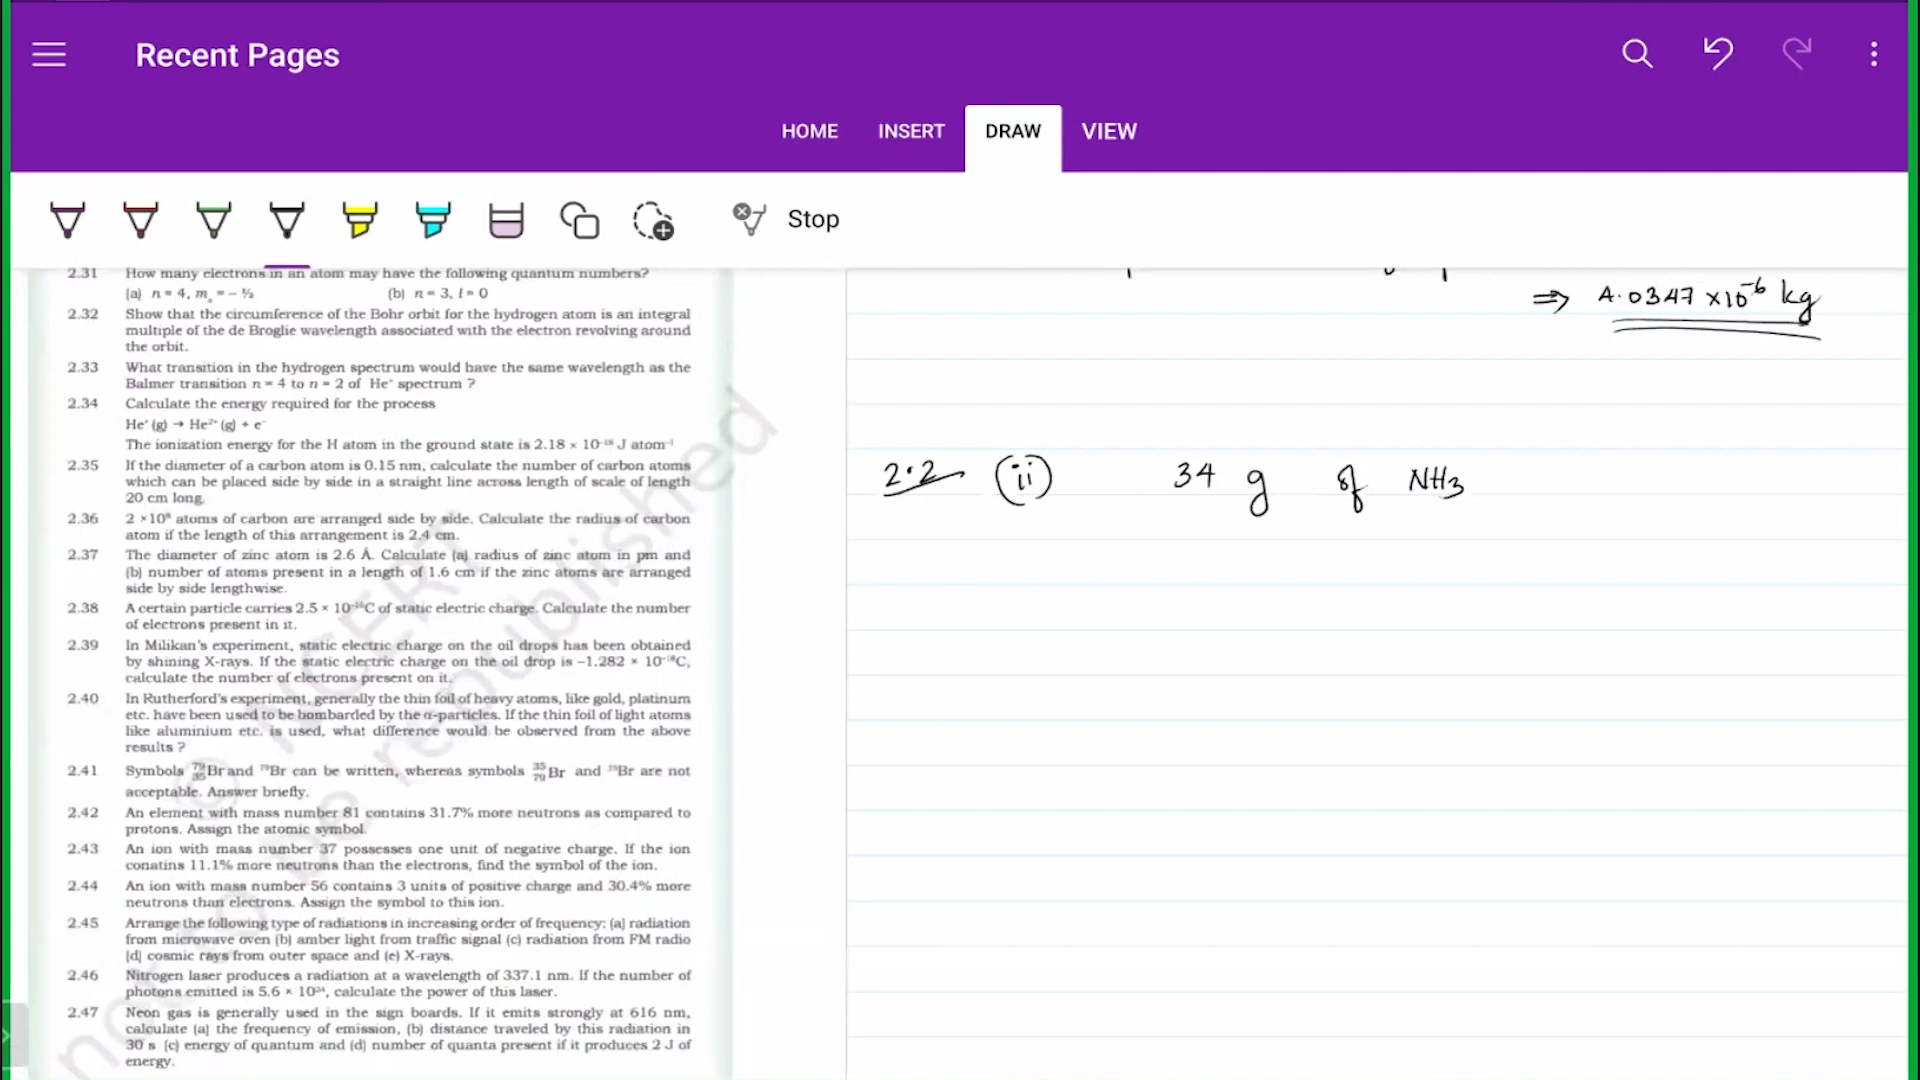 Recent Pages
HOME INSERT DRAW VIEW
Stop
2.31 How many electrons in an atom may have the following quantum numbers?
(a) n = 4, mₛ = – ½ (b) n = 3, l = 0
2.32 Show that the circumference of the Bohr orbit for the hydrogen atom is an integral
multiple of the de Broglie wavelength associated with the electron revolving around
the orbit.
2.33 What transition in the hydrogen spectrum would have the same wavelength as the
Balmer transition n = 4 to n = 2 of He⁺ spectrum ?
2.34 Calculate the energy required for the process
He⁺ (g) → He²⁺ (g) + e⁻
The ionization energy for the H atom in the ground state is 2.18 × 10⁻¹⁸ J atom⁻¹
2.35 If the diameter of a carbon atom is 0.15 nm, calculate the number of carbon atoms
which can be placed side by side in a straight line across length of scale of length
20 cm long.
2.36 2 ×10⁸ atoms of carbon are arranged side by side. Calculate the radius of carbon
atom if the length of this arrangement is 2.4 cm.
2.37 The diameter of zinc atom is 2.6 Å. Calculate (a) radius of zinc atom in pm and
(b) number of atoms present in a length of 1.6 cm if the zinc atoms are arranged
side by side lengthwise.
2.38 A certain particle carries 2.5 × 10⁻¹⁶C of static electric charge. Calculate the number
of electrons present in it.
2.39 In Milikan's experiment, static electric charge on the oil drops has been obtained
by shining X-rays. If the static electric charge on the oil drop is –1.282 × 10⁻¹⁸C,
calculate the number of electrons present on it.
2.40 In Rutherford's experiment, generally the thin foil of heavy atoms, like gold, platinum
etc. have been used to be bombarded by the α-particles. If the thin foil of light atoms
like aluminium etc. is used, what difference would be observed from the above
results ?
2.41 Symbols ⁷⁹₃₅Br and ⁷⁹Br can be written, whereas symbols ³⁵₇₉Br and ³⁵Br are not
acceptable. Answer briefly.
2.42 An element with mass number 81 contains 31.7% more neutrons as compared to
protons. Assign the atomic symbol.
2.43 An ion with mass number 37 possesses one unit of negative charge. If the ion
conatins 11.1% more neutrons than the electrons, find the symbol of the ion.
2.44 An ion with mass number 56 contains 3 units of positive charge and 30.4% more
neutrons than electrons. Assign the symbol to this ion.
2.45 Arrange the following type of radiations in increasing order of frequency: (a) radiation
from microwave oven (b) amber light from traffic signal (c) radiation from FM radio
(d) cosmic rays from outer space and (e) X-rays.
2.46 Nitrogen laser produces a radiation at a wavelength of 337.1 nm. If the number of
photons emitted is 5.6 × 10²⁴, calculate the power of this laser.
2.47 Neon gas is generally used in the sign boards. If it emits strongly at 616 nm,
calculate (a) the frequency of emission, (b) distance traveled by this radiation in
30 s (c) energy of quantum and (d) number of quanta present if it produces 2 J of
energy.
© NCERT
not to be republished
⇒ 4.0347 ×10⁻⁶ kg
2.2 (ii) 34 g of NH3